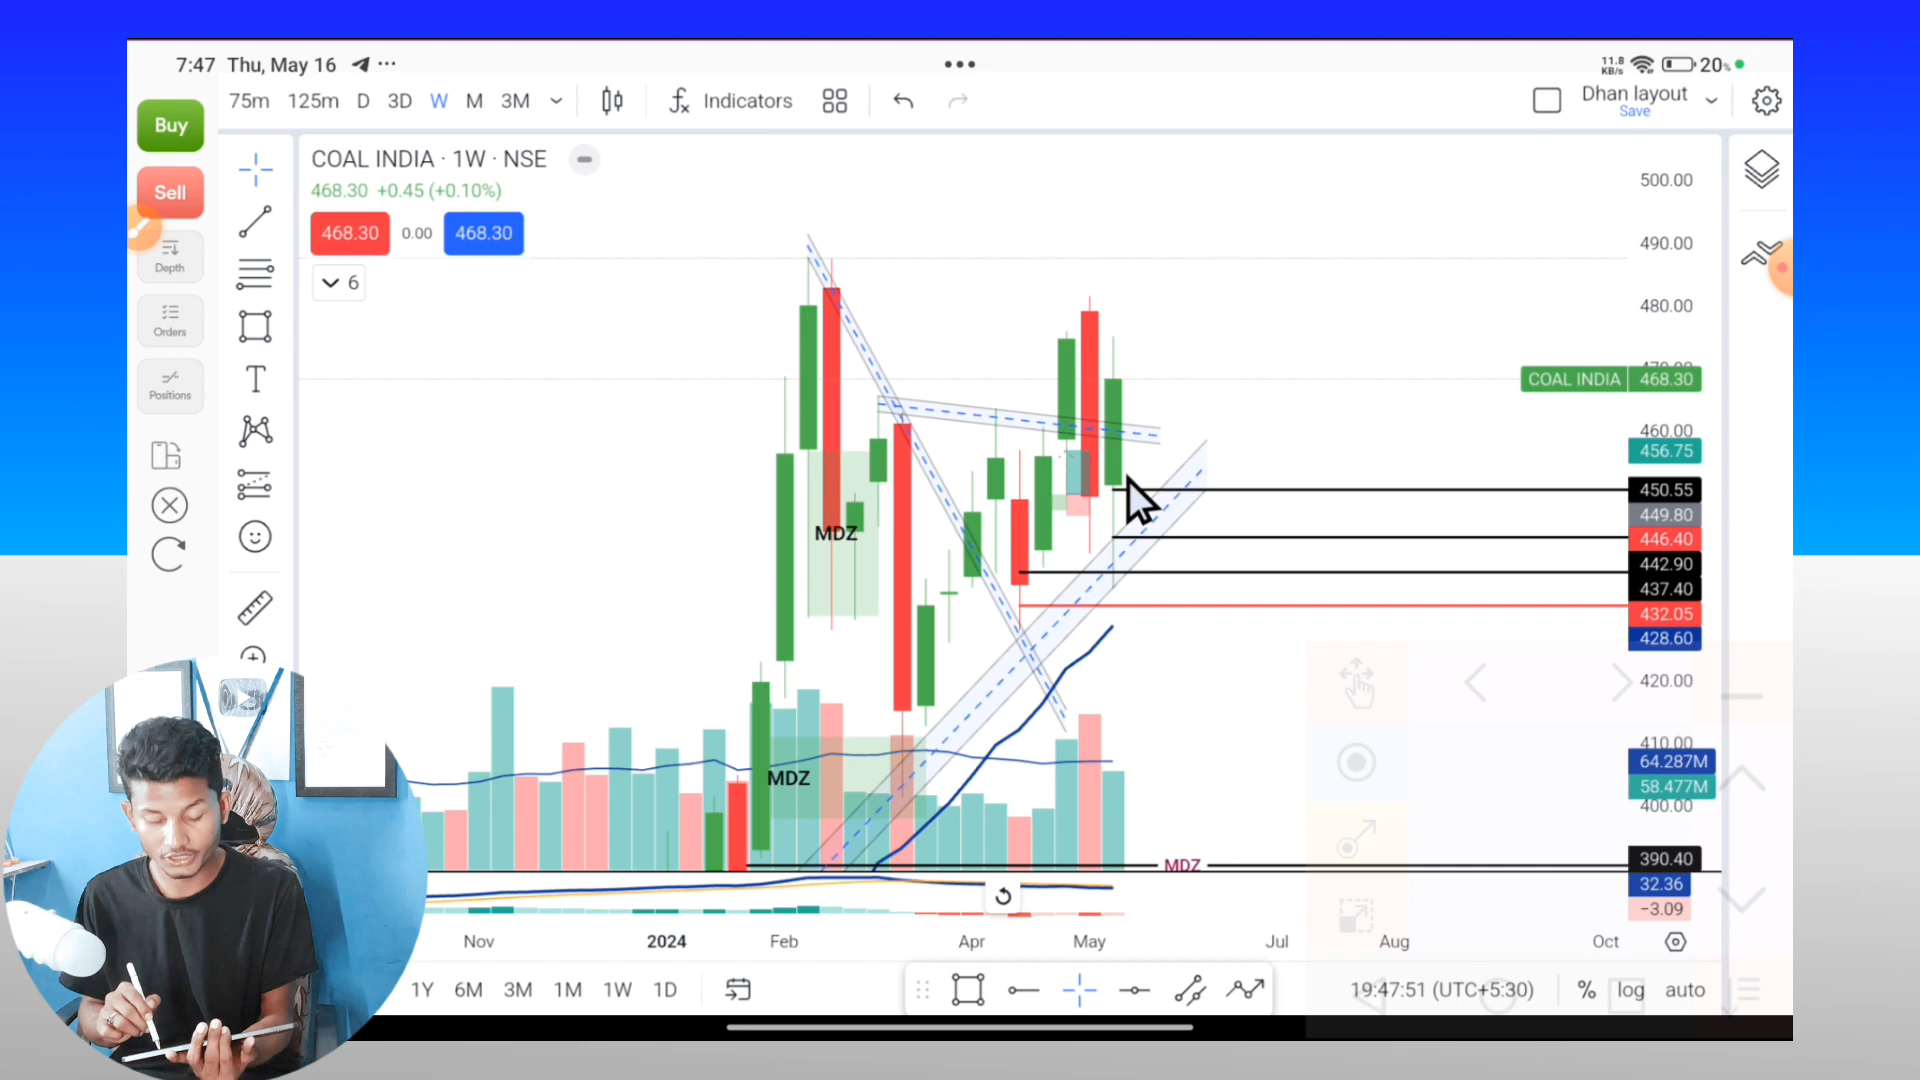 7:47 Thu, May 16
11.8 KB/s 20%
Buy
Sell
Depth
Orders
Positions
75m 125m D 3D W M 3M
Indicators
Dhan layout
Save
COAL INDIA · 1W · NSE
468.30 +0.45 (+0.10%)
468.30 0.00 468.30
6
500.00
490.00
480.00
COAL INDIA 468.30
460.00
456.75
450.55
449.80
446.40
442.90
437.40
432.05
428.60
420.00
410.00
64.287M
58.477M
400.00
390.40
32.36
−3.09
MDZ
MDZ
MDZ
Nov 2024 Feb Apr May Jul Aug Oct
1Y 6M 3M 1M 1W 1D
19:47:51 (UTC+5:30) % log auto